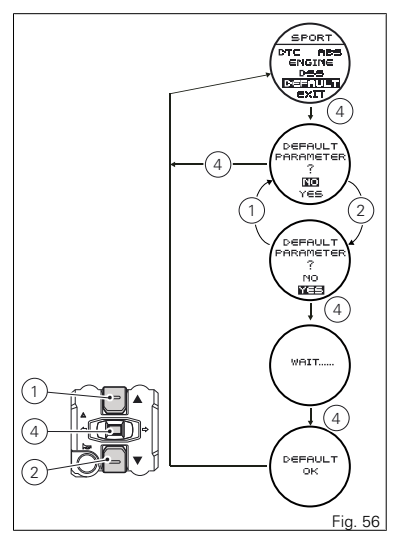 SPORT
DTC ABS
ENGINE
DSS
DEFAULT
EXIT
4
DEFAULT
PARAMETER
?
NO
YES
4
1
2
DEFAULT
PARAMETER
?
NO
YES
4
WAIT......
4
DEFAULT
OK
1
4
2
Fig. 56